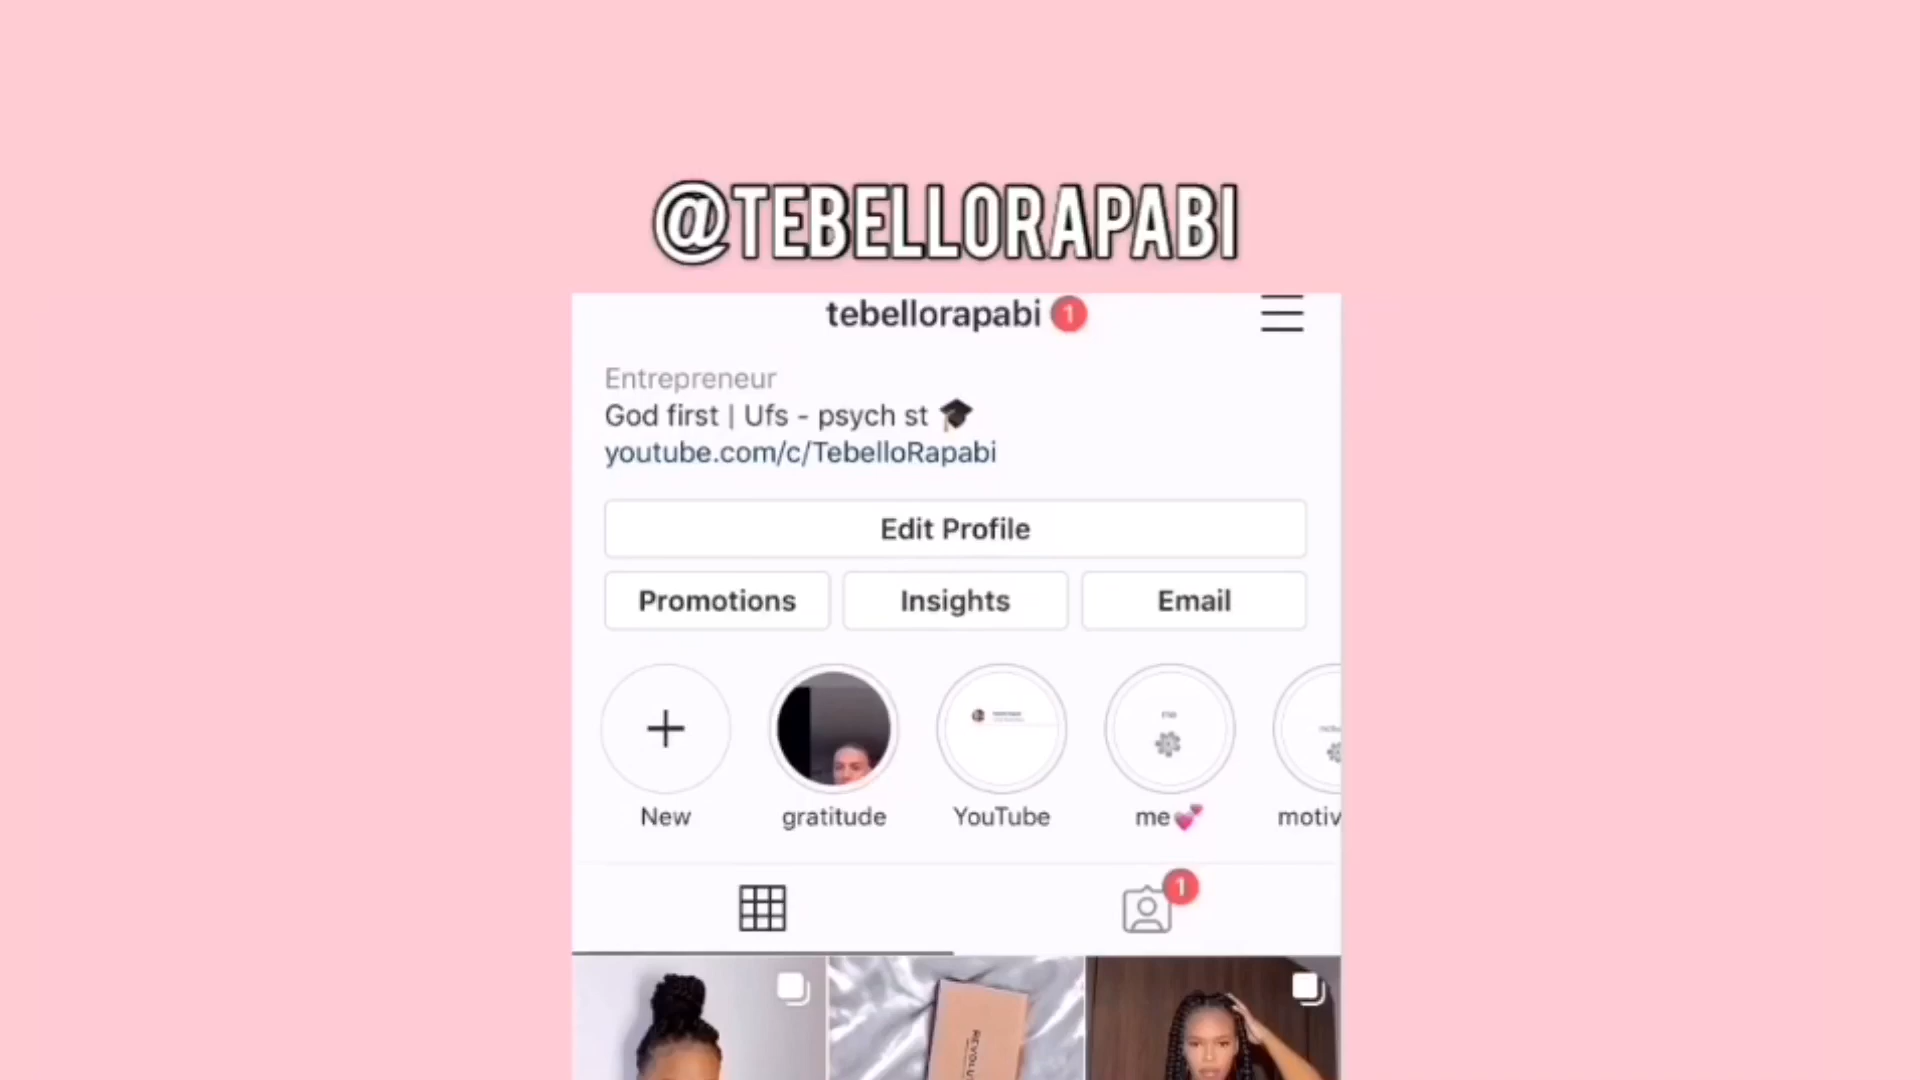 @TEBELLORAPABI
tebellorapabi 1
Entrepreneur
God first | Ufs - psych st 🎓
youtube.com/c/TebelloRapabi
Edit Profile
Promotions Insights Email
New gratitude YouTube me💕 motiv
1